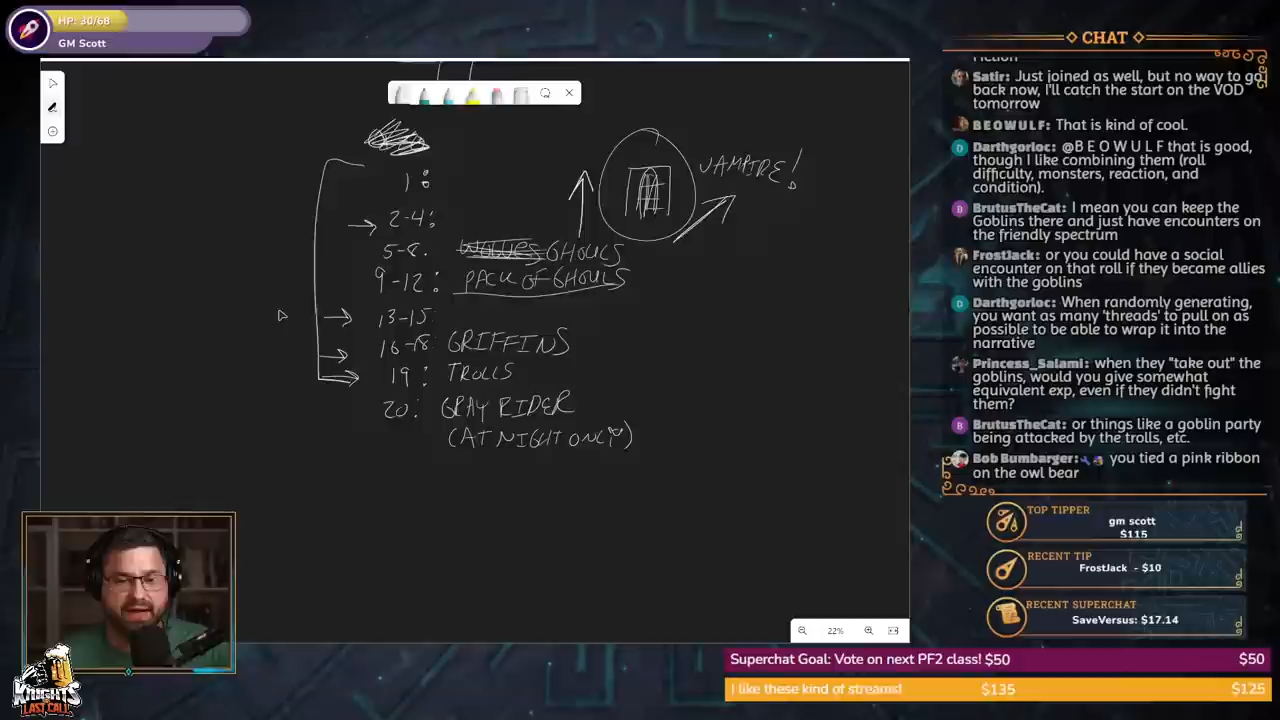 HP: 30/68
GM Scott
1:
2-4:
5-8. WOLVES GHOULS
9-12: PACK OF GHOULS
13-15:
16-18: GRIFFINS
19: TROLLS
20: GRAY RIDER
(AT NIGHT ONLY)
VAMPIRE!
22%
KNIGHTS
OF LAST CALL
CHAT
Fiction
Satir: Just joined as well, but no way to go
back now, I'll catch the start on the VOD
tomorrow
BEOWULF: That is kind of cool.
Darthgorloc: @B E O W U L F that is good,
though I like combining them (roll
difficulty, monsters, reaction, and
condition).
BrutusTheCat: I mean you can keep the
Goblins there and just have encounters on
the friendly spectrum
FrostJack: or you could have a social
encounter on that roll if they became allies
with the goblins
Darthgorloc: When randomly generating,
you want as many 'threads' to pull on as
possible to be able to wrap it into the
narrative
Princess_Salami: when they "take out" the
goblins, would you give somewhat
equivalent exp, even if they didn't fight
them?
BrutusTheCat: or things like a goblin party
being attacked by the trolls, etc.
Bob Bumbarger: you tied a pink ribbon
on the owl bear
TOP TIPPER
gm scott
$115
RECENT TIP
FrostJack - $10
RECENT SUPERCHAT
SaveVersus: $17.14
Superchat Goal: Vote on next PF2 class! $50 $50
I like these kind of streams! $135 $125